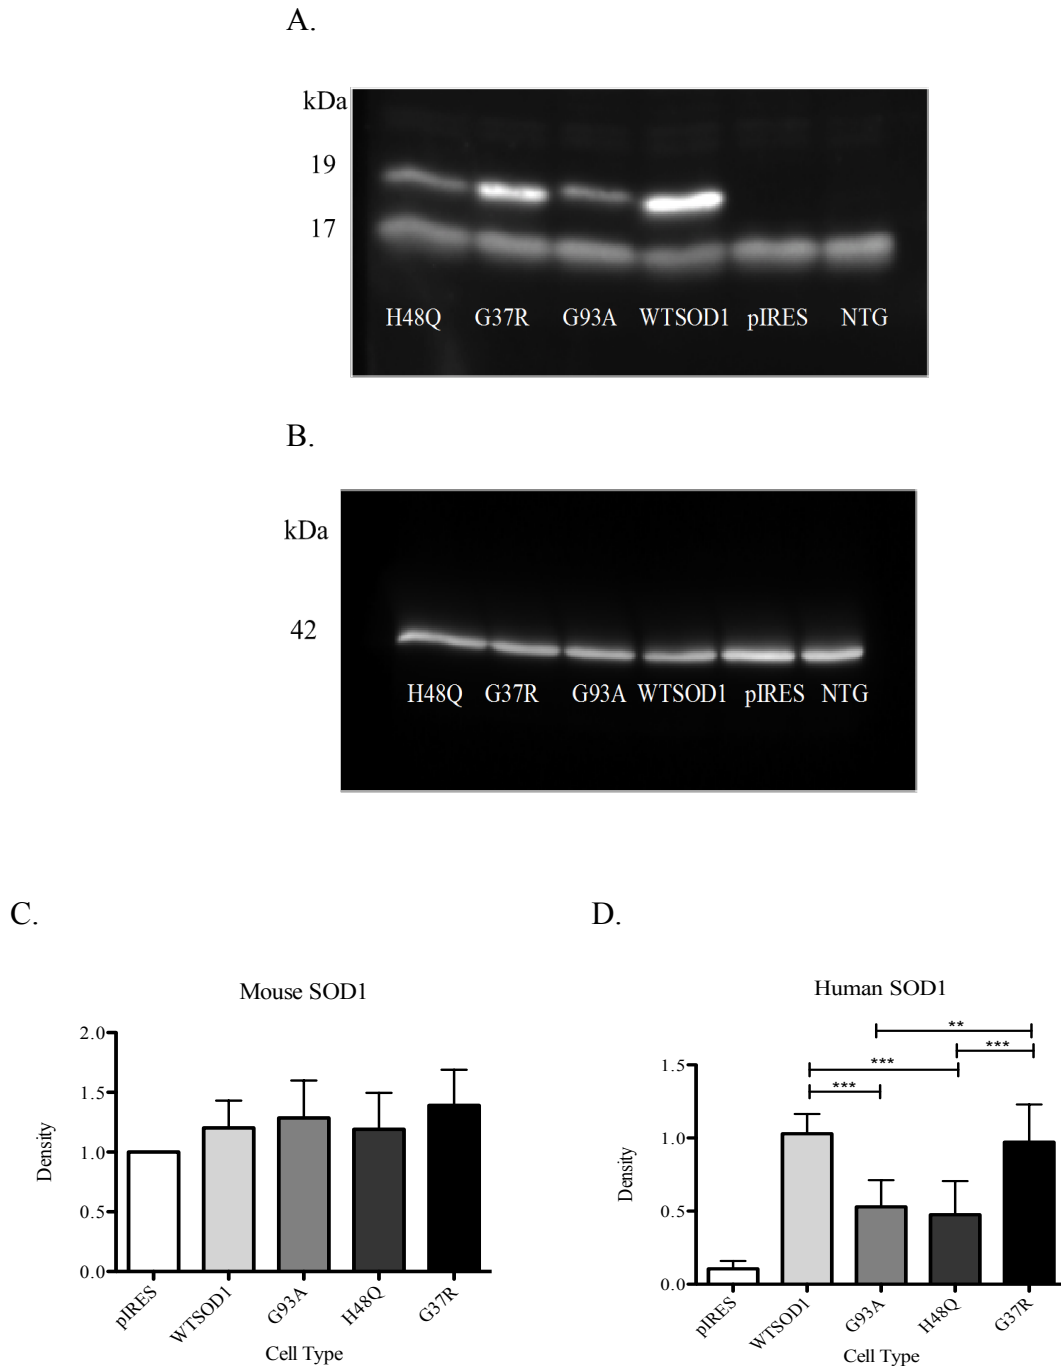 A.
kDa
19
17
H48Q G37R G93A WTSOD1 pIRES NTG
B.
kDa
42
H48Q G37R G93A WTSOD1 pIRES NTG
C.
Mouse SOD1
2.0
1.5
1.0
0.5
0.0
Density
pIRES
WTSOD1
G93A
H48Q
G37R
Cell Type
D.
Human SOD1
**
***
***
***
1.5
1.0
0.5
0.0
Density
pIRES
WTSOD1
G93A
H48Q
G37R
Cell Type